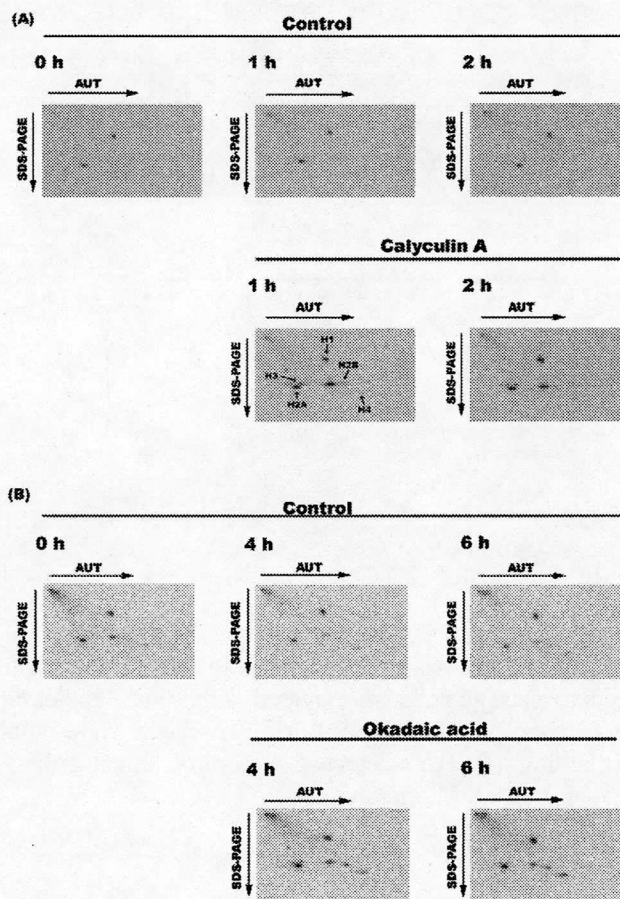 (A)
Control
0 h 1 h 2 h
AUT AUT AUT
SDS-PAGE SDS-PAGE SDS-PAGE
Calyculin A
1 h 2 h
AUT AUT
SDS-PAGE SDS-PAGE
H1
H3 H2B
H2A H4
(B)
Control
0 h 4 h 6 h
AUT AUT AUT
SDS-PAGE SDS-PAGE SDS-PAGE
Okadaic acid
4 h 6 h
AUT AUT
SDS-PAGE SDS-PAGE